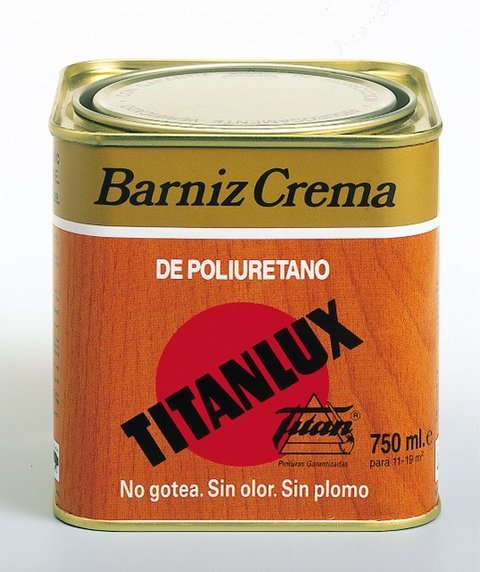 Barniz Crema
DE POLIURETANO
TITANLUX
Titan ®
Pinturas Garantizadas
750 ml. e
para 11-19 m²
No gotea. Sin olor. Sin plomo